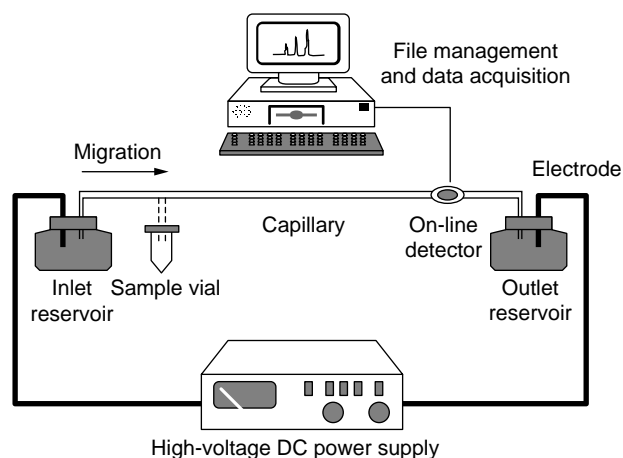 File management
and data acquisition
Migration
Electrode
Capillary
On-line
detector
Inlet
reservoir
Sample vial
Outlet
reservoir
High-voltage DC power supply